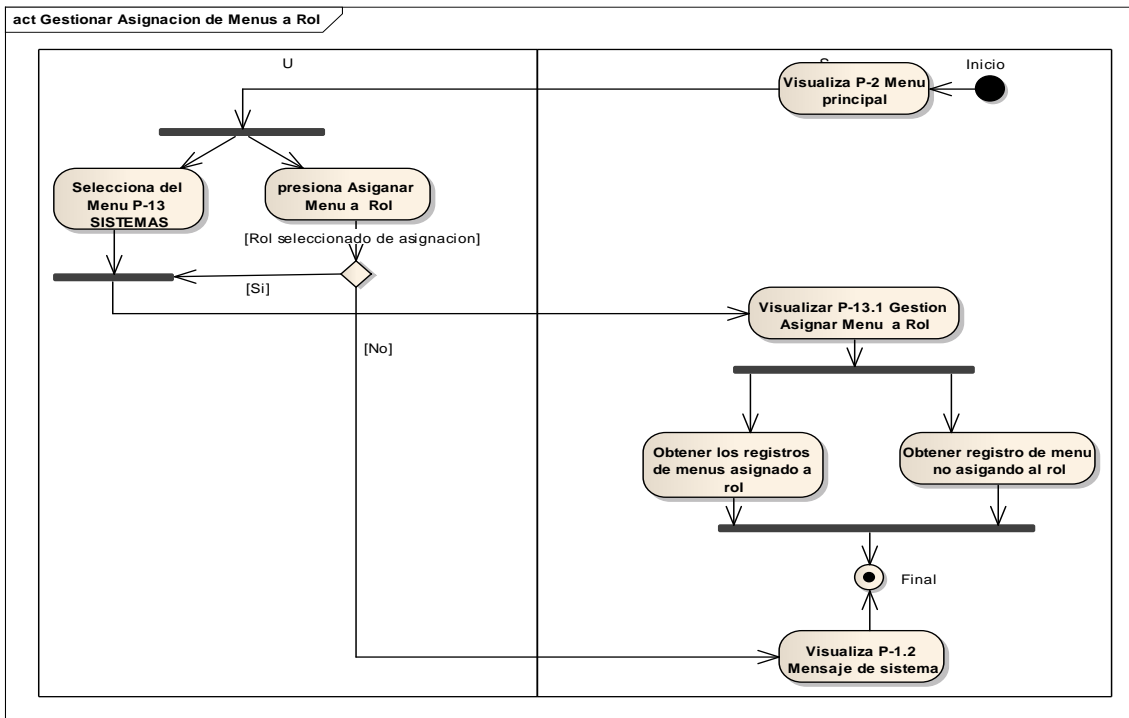 act Gestionar Asignacion de Menus a Rol
U
Inicio
Visualiza P-2 Menu
principal
Selecciona del
Menu P-13
SISTEMAS
presiona Asiganar
Menu a Rol
[Rol seleccionado de asignacion]
[Si]
[No]
Visualizar P-13.1 Gestion
Asignar Menu a Rol
Obtener los registros
de menus asignado a
rol
Obtener registro de menu
no asigando al rol
Final
Visualiza P-1.2
Mensaje de sistema